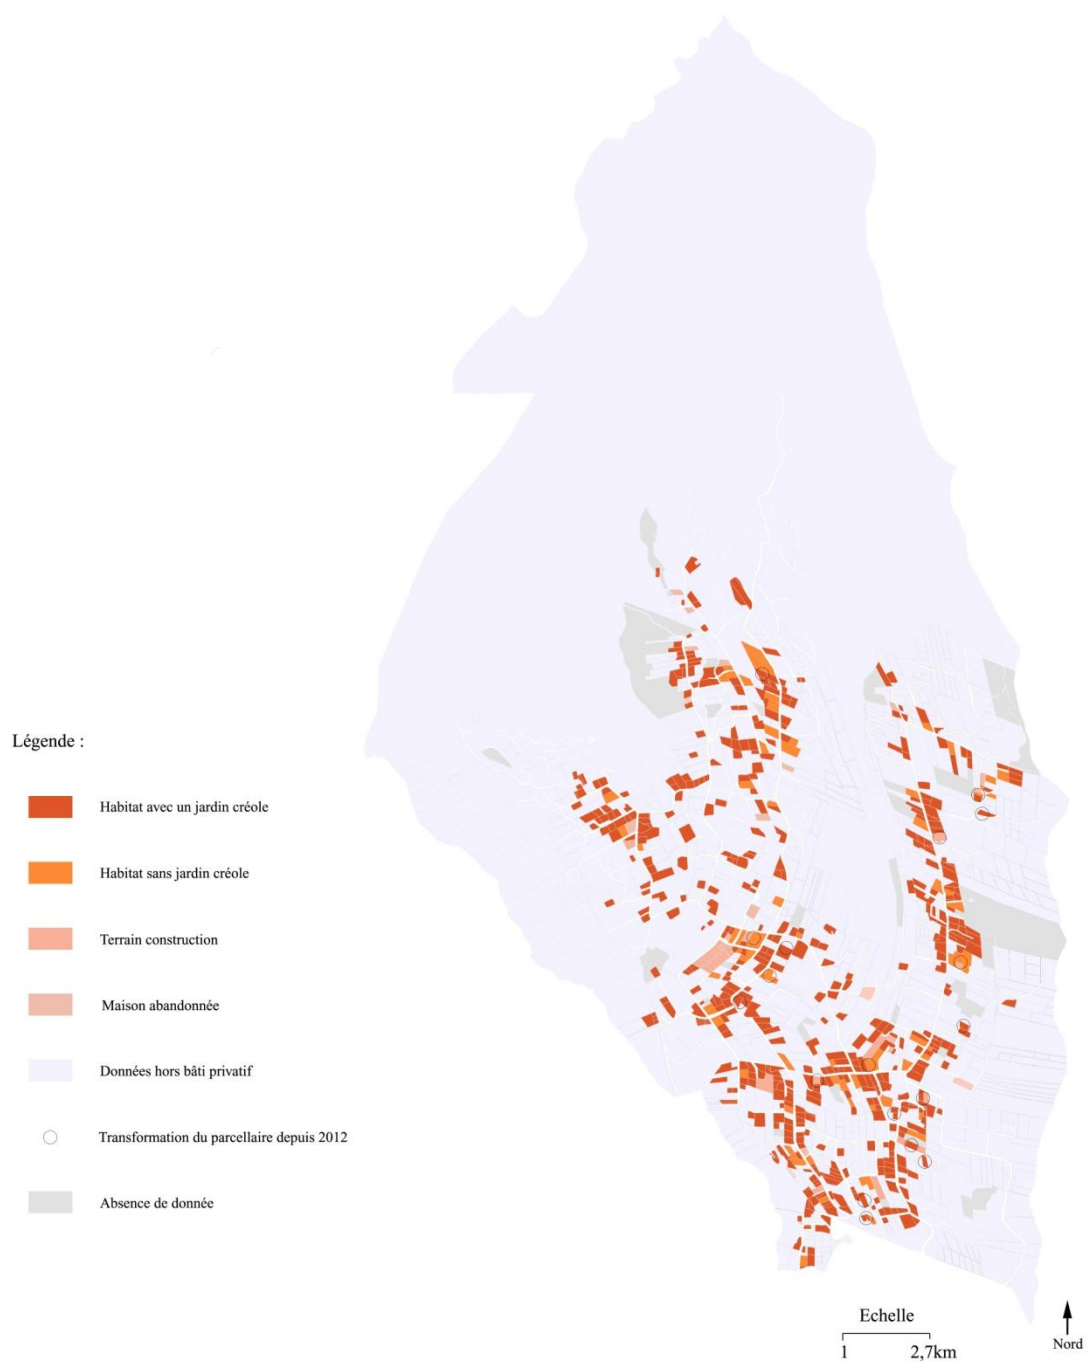 Légende :
Habitat avec un jardin créole
Habitat sans jardin créole
Terrain construction
Maison abandonnée
Données hors bâti privatif
Transformation du parcellaire depuis 2012
Absence de donnée
Echelle
1 2,7km
Nord